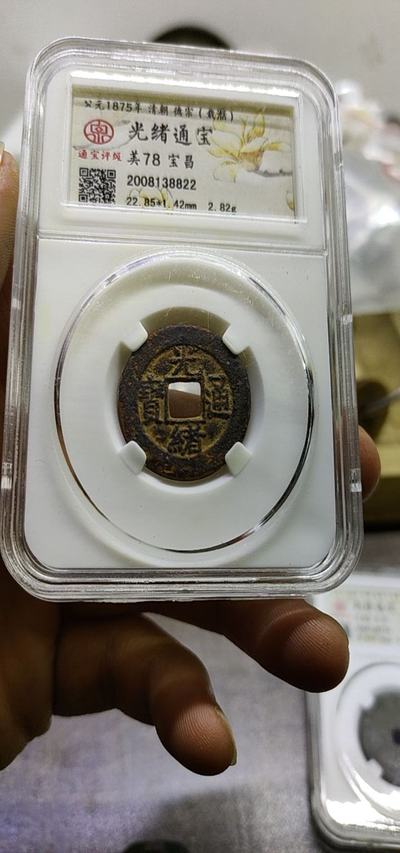 公元1875年 清朝 德宗(载湉)
光绪通宝
通宝评级 美78 宝昌
2008138822
22.85*1.42mm 2.82g
光
寶 通
緒